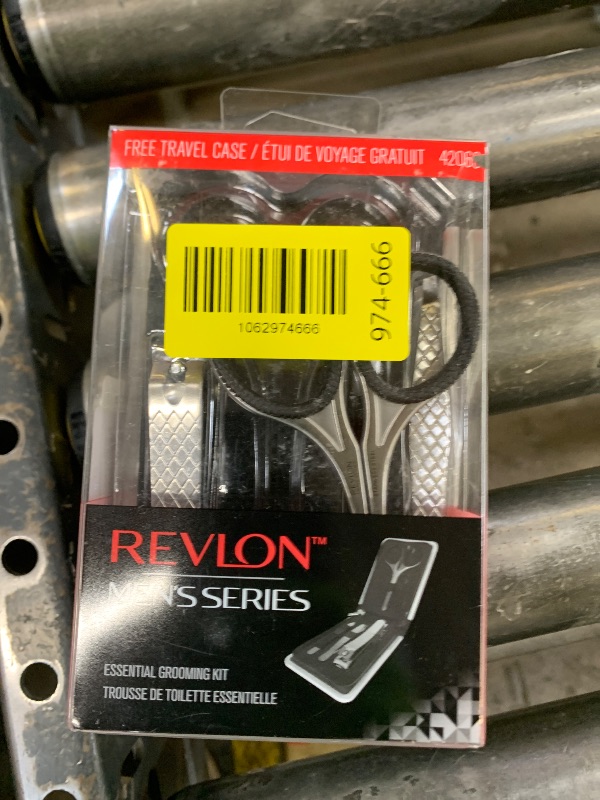 FREE TRAVEL CASE / ÉTUI DE VOYAGE GRATUIT
1062974666
974-666
REVLON™
MEN'S SERIES
ESSENTIAL GROOMING KIT
TROUSSE DE TOILETTE ESSENTIELLE